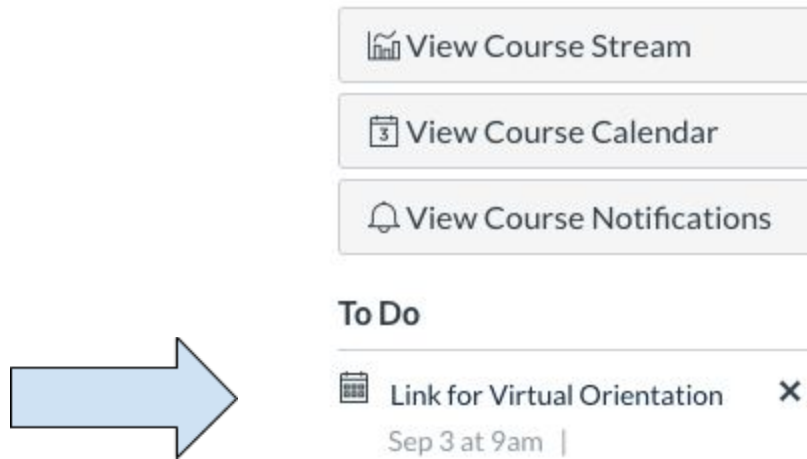 View Course Stream
3 View Course Calendar
View Course Notifications
To Do
Link for Virtual Orientation ×
Sep 3 at 9am |